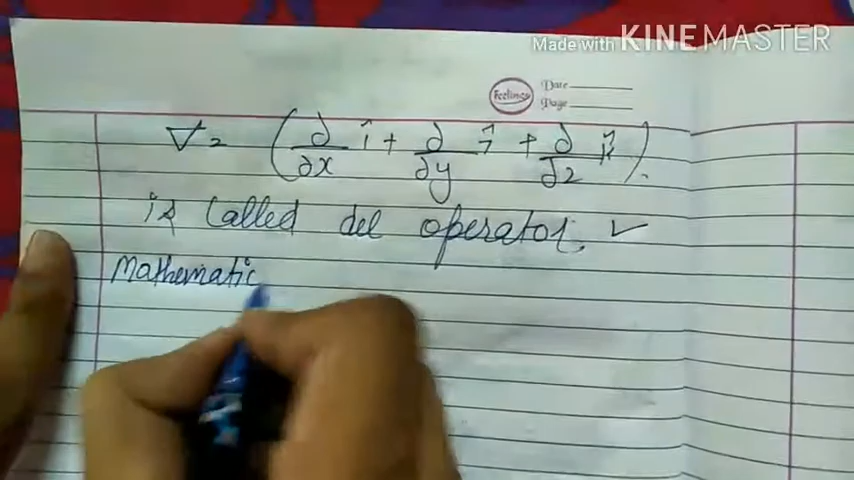 Made with KINEMASTER
Feelings
Date
Page
∇ = (∂/∂x î + ∂/∂y ĵ + ∂/∂z k̂).
is called del operator. ✓
Mathematic